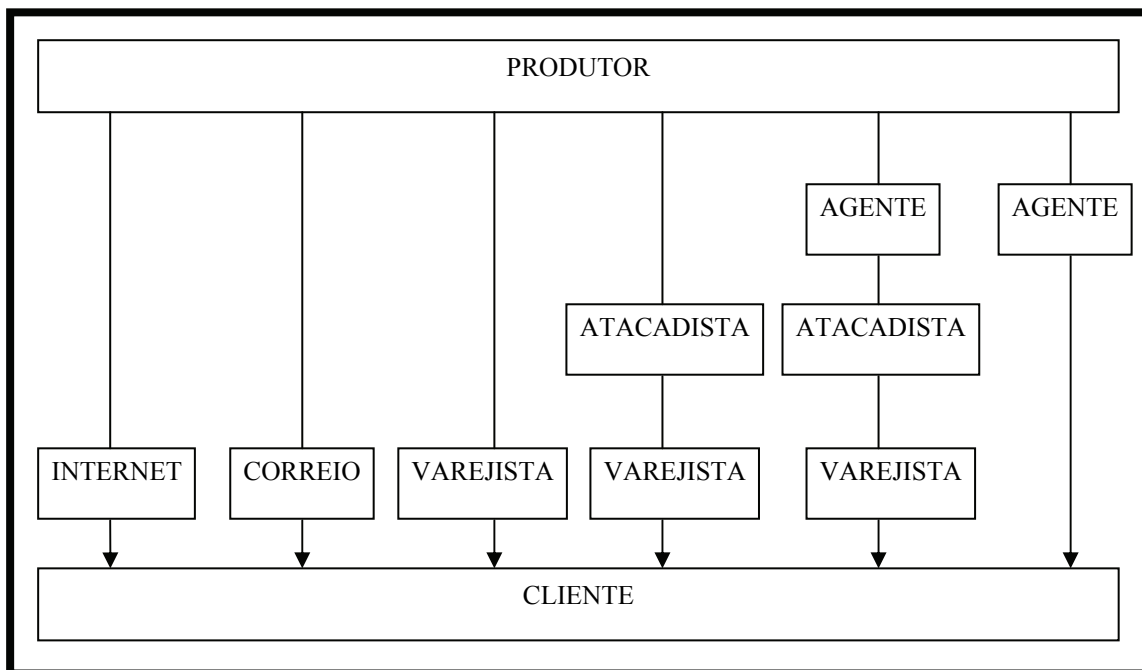 PRODUTOR
AGENTE AGENTE
ATACADISTA ATACADISTA
INTERNET CORREIO VAREJISTA VAREJISTA VAREJISTA
CLIENTE